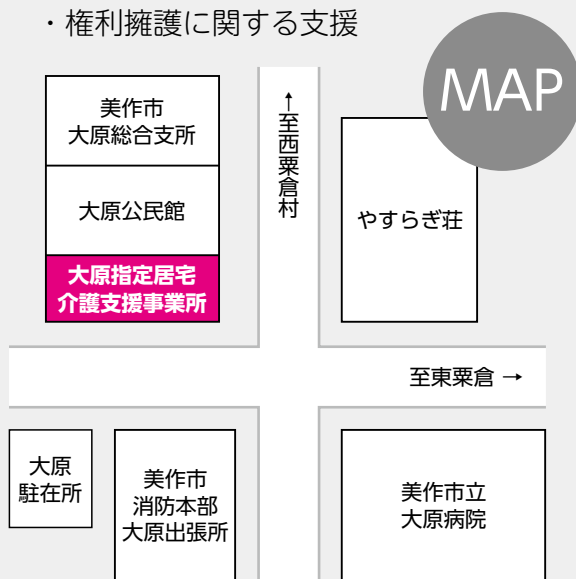 ・権利擁護に関する支援
MAP
美作市
大原総合支所
大原公民館
大原指定居宅
介護支援事業所
↑至西粟倉村
やすらぎ荘
至東粟倉 →
大原
駐在所
美作市
消防本部
大原出張所
美作市立
大原病院